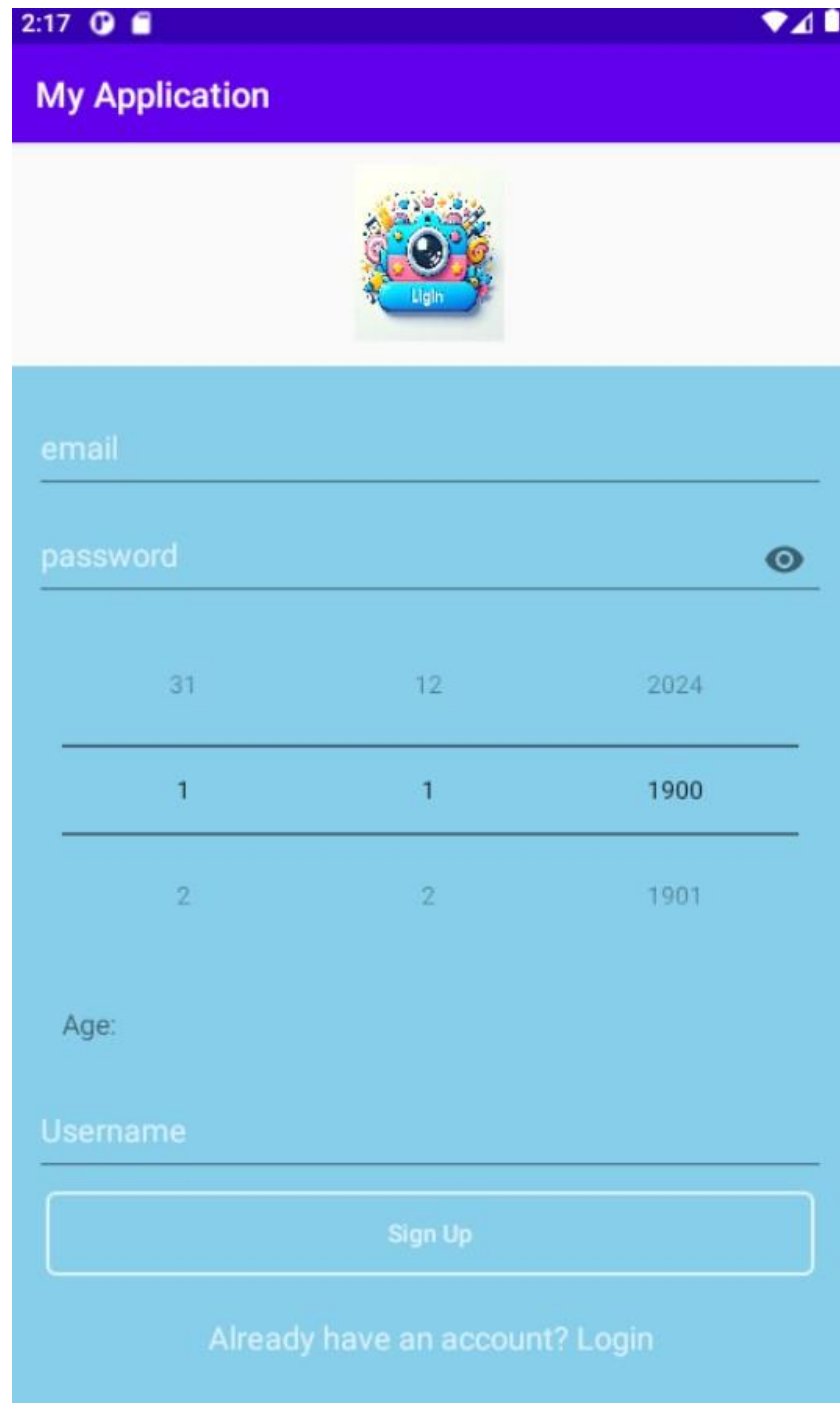 2:17
My Application
LIgIn
email
password
31 12 2024
1 1 1900
2 2 1901
Age:
Username
Sign Up
Already have an account? Login